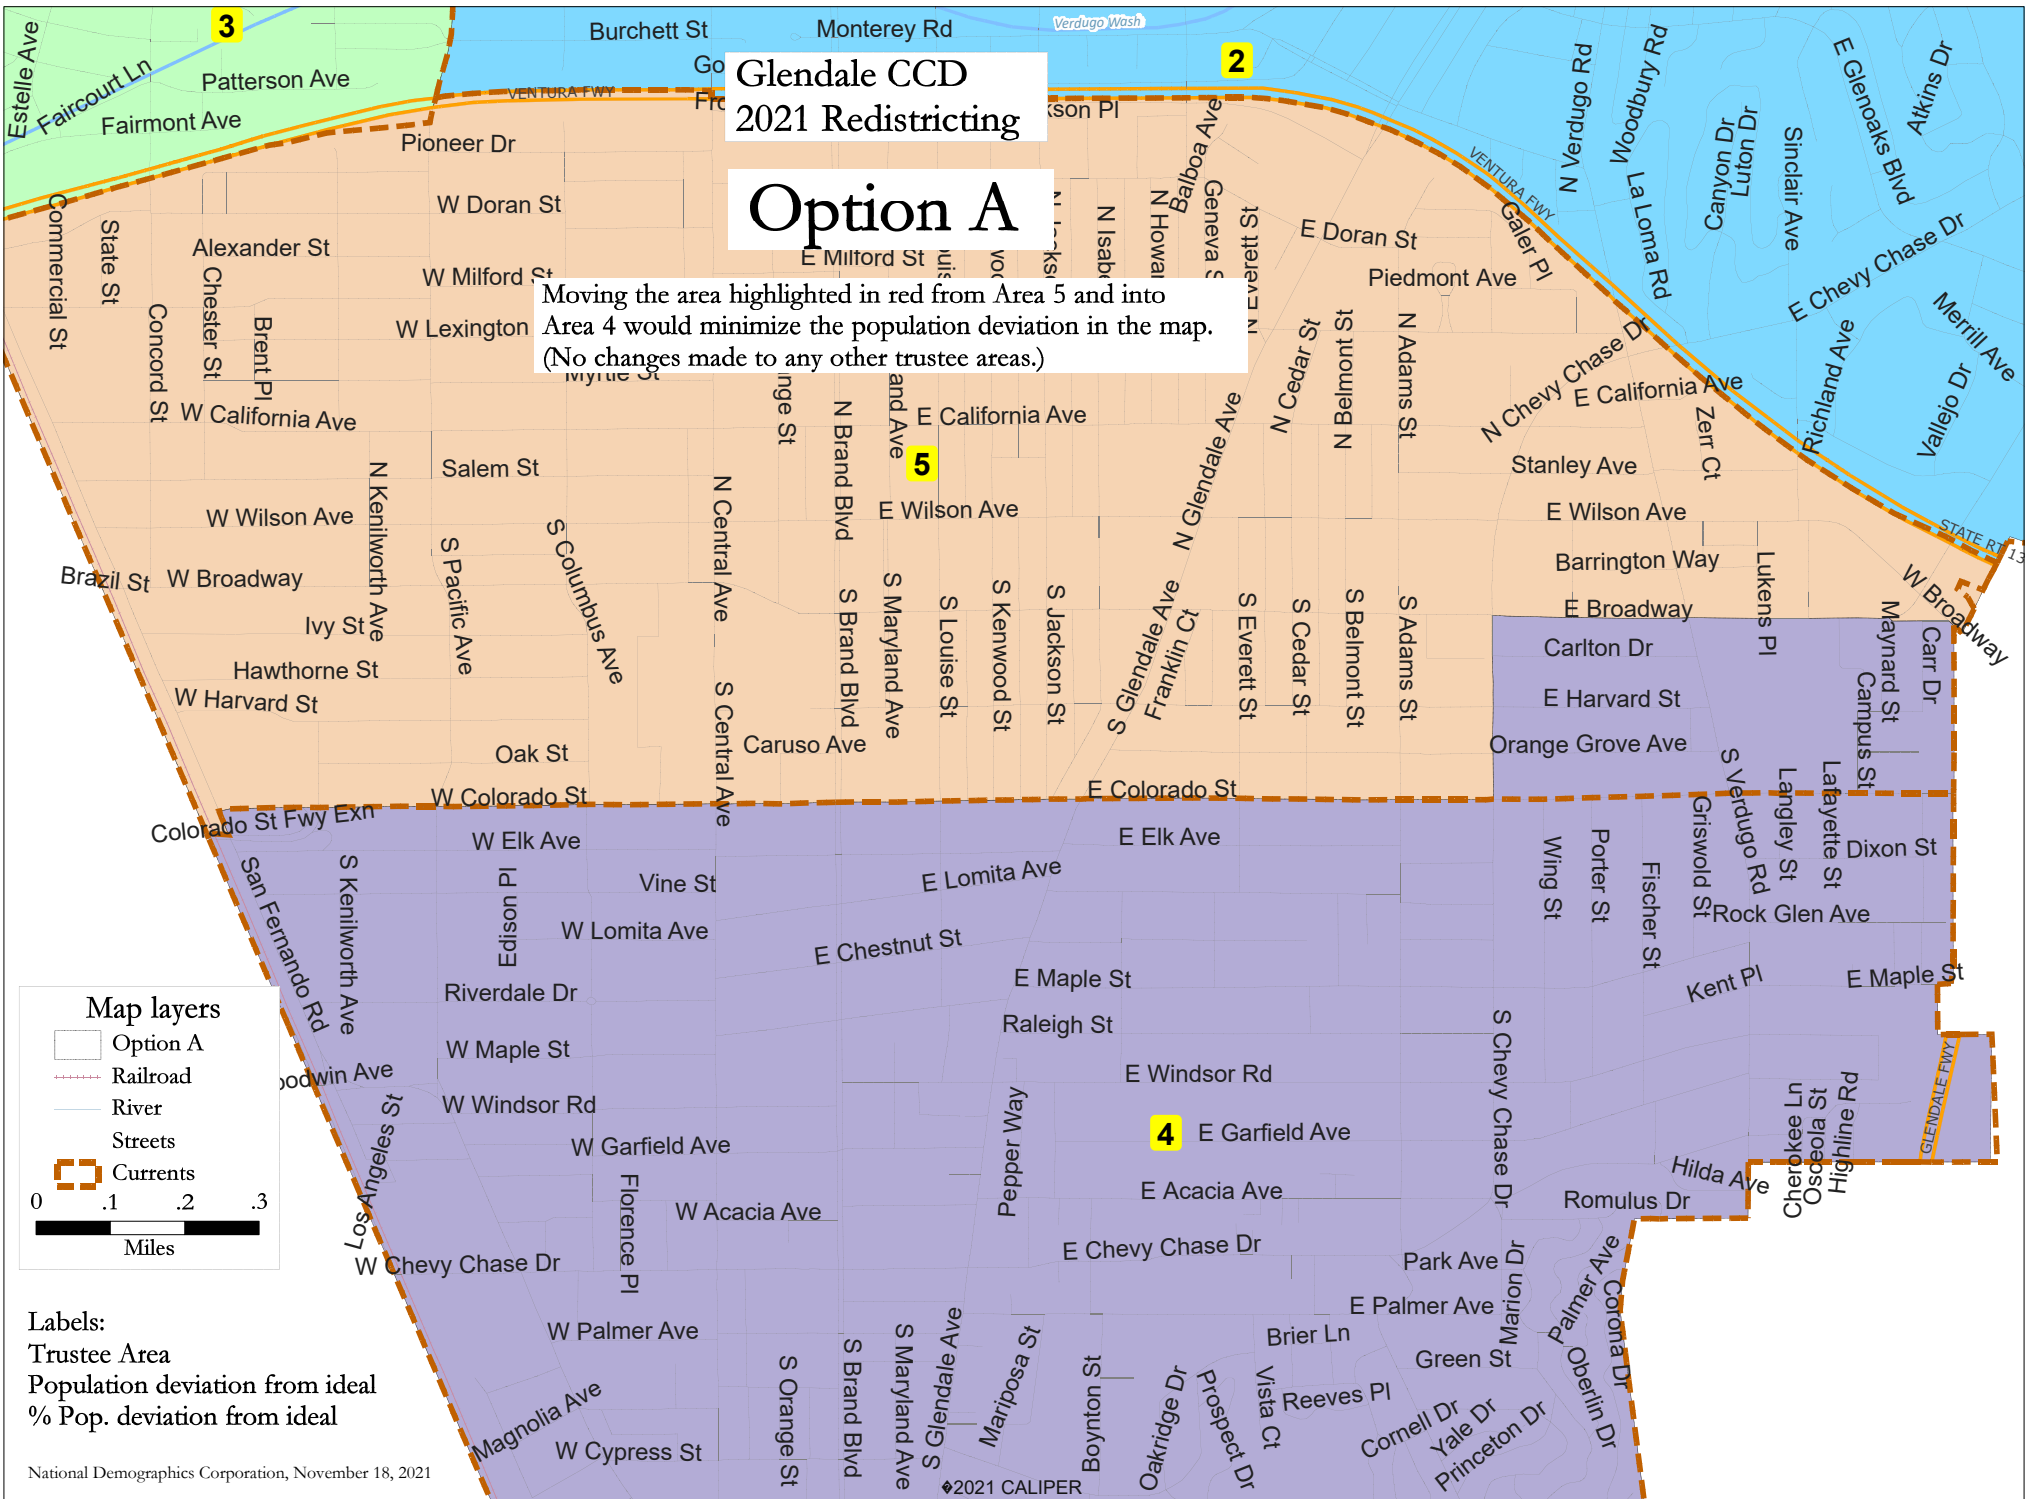 3
Estelle Ave
Faircourt Ln
Patterson Ave
Fairmont Ave
Burchett St
Monterey Rd
Verdugo Wash
2
VENTURA FWY
Glendale CCD
2021 Redistricting
Option A
Moving the area highlighted in red from Area 5 and into
Area 4 would minimize the population deviation in the map.
(No changes made to any other trustee areas.)
N Verdugo Rd
Woodbury Rd
La Loma Rd
Canyon Dr
Luton Dr
Sinclair Ave
E Glenoaks Blvd
Atkins Dr
E Chevy Chase Dr
Merrill Ave
Richland Ave
Vallejo Dr
VENTURA FWY
Galer Pl
Pioneer Dr
W Doran St
Commercial St
State St
Alexander St
Chester St
Concord St
Brent Pl
W Milford St
W Lexington
Myrtle St
E Milford St
Balboa Ave
Geneva S
N Everett St
E Doran St
Piedmont Ave
N Cedar St
N Belmont St
N Adams St
N Chevy Chase Dr
E California Ave
Zerr Ct
W California Ave
N Brand Blvd
E California Ave
N Glendale Ave
5
Salem St
N Kenilworth Ave
W Wilson Ave
N Central Ave
E Wilson Ave
Stanley Ave
E Wilson Ave
STATE RT 13
Barrington Way
Lukens Pl
W Broadway
Brazil St
W Broadway
S Pacific Ave
S Columbus Ave
Ivy St
Hawthorne St
W Harvard St
Oak St
S Central Ave
Caruso Ave
S Brand Blvd
S Maryland Ave
S Louise St
S Kenwood St
S Jackson St
S Glendale Ave
Franklin Ct
S Everett St
S Cedar St
S Belmont St
S Adams St
E Broadway
Carlton Dr
Maynard St
Carr Dr
Campus St
E Harvard St
Orange Grove Ave
W Colorado St
E Colorado St
Colorado St Fwy Exn
W Elk Ave
E Elk Ave
S Verdugo Rd
Langley St
Lafayette St
Griswold St
Dixon St
Wing St
Porter St
Fischer St
Rock Glen Ave
San Fernando Rd
S Kenilworth Ave
Edison Pl
Vine St
E Lomita Ave
W Lomita Ave
E Chestnut St
E Maple St
Kent Pl
E Maple St
Riverdale Dr
Raleigh St
W Maple St
E Windsor Rd
S Chevy Chase Dr
oodwin Ave
W Windsor Rd
Los Angeles St
W Garfield Ave
Pepper Way
4
E Garfield Ave
Cherokee Ln
Osceola St
Highline Rd
GLENDALE FWY
Hilda Ave
Florence Pl
W Acacia Ave
E Acacia Ave
Romulus Dr
W Chevy Chase Dr
E Chevy Chase Dr
Park Ave
Marion Dr
Palmer Ave
Corona Dr
W Palmer Ave
E Palmer Ave
Brier Ln
Green St
Oberlin Dr
S Orange St
S Brand Blvd
S Maryland Ave
S Glendale Ave
Mariposa St
Boynton St
Oakridge Dr
Prospect Dr
Vista Ct
Reeves Pl
Cornell Dr
Yale Dr
Princeton Dr
Magnolia Ave
W Cypress St
Map layers
Option A
Railroad
River
Streets
Currents
0 .1 .2 .3
Miles
Labels:
Trustee Area
Population deviation from ideal
% Pop. deviation from ideal
National Demographics Corporation, November 18, 2021
�2021 CALIPER